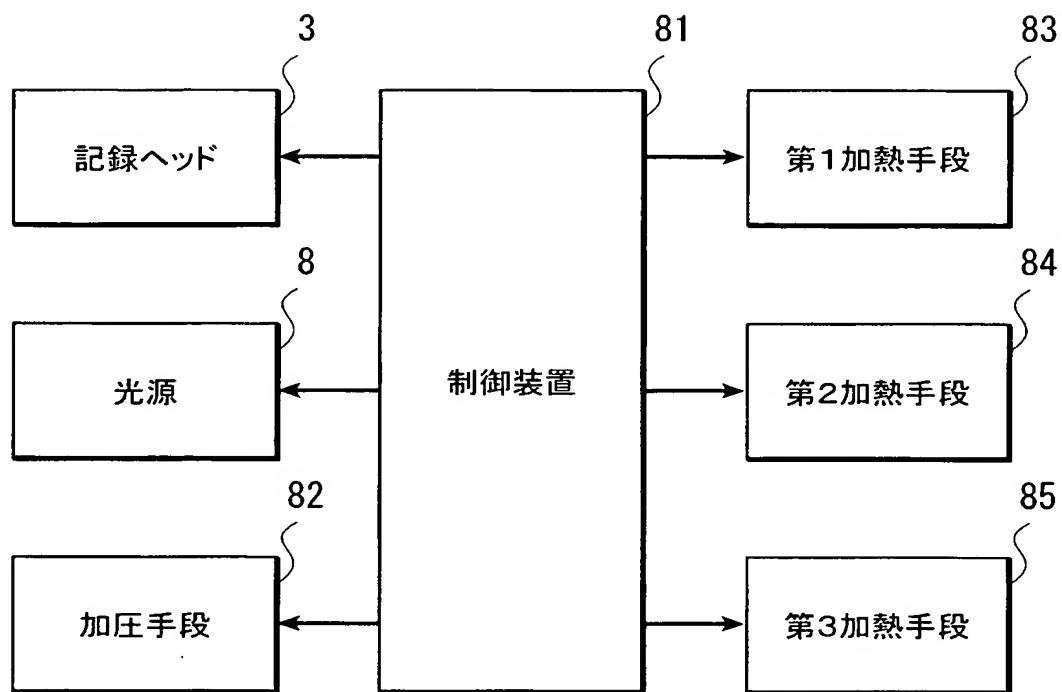 3
81
83
記録ヘッド
第1加熱手段
8
84
光源
制御装置
第2加熱手段
82
85
加圧手段
第3加熱手段